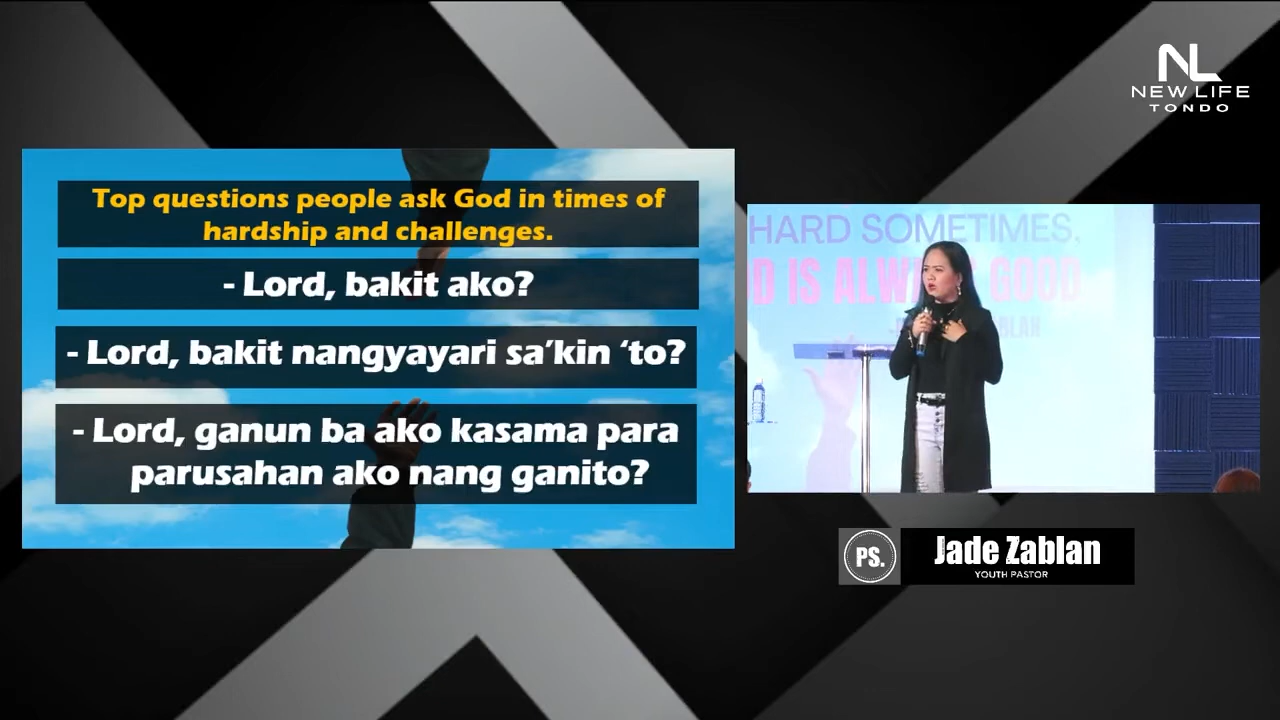 NL
NEW LIFE
TONDO
Top questions people ask God in times of
hardship and challenges.
- Lord, bakit ako?
- Lord, bakit nangyayari sa’kin ‘to?
- Lord, ganun ba ako kasama para
parusahan ako nang ganito?
HARD SOMETIMES,
IS GOOD
PS.
Jade Zablan
YOUTH PASTOR